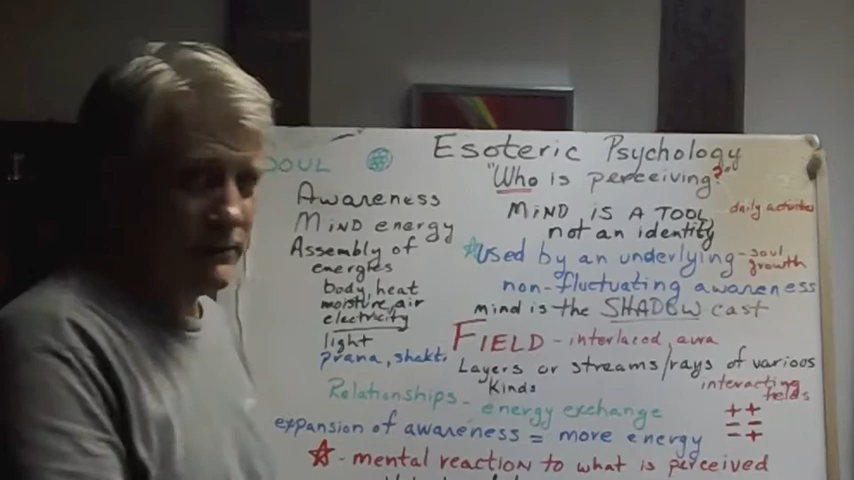 Esoteric Psychology
"Who is perceiving?"
SOUL
Awareness
MiND energy
Assembly of
energies
body, heat
moisture, air
electricity
light
prana, shakti
MiND iS A TOOL, daily activities
not an identity
Used by an underlying - soul growth
non-fluctuating awareness
mind is the SHADOW cast
FIELD - interlaced, aura
Layers or streams/rays of various
Kinds
interacting
fields
Relationships - energy exchange
++
--
-+
expansion of awareness = more energy
- mental reaction to what is perceived